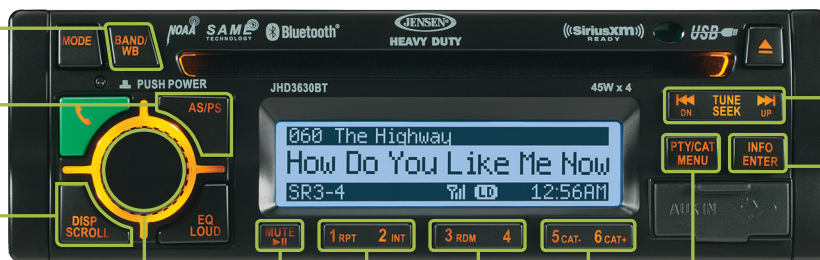 MODE
BAND/
WB
NOAA
S.A.M.E.
TECHNOLOGY
Bluetooth®
JENSEN®
HEAVY DUTY
((SiriusXM))
READY
USB
PUSH POWER
JHD3630BT
45W x 4
AS/PS
DN
TUNE
SEEK
UP
060 The Highway
How Do You Like Me Now
SR3-4 LD 12:56AM
PTY/CAT
MENU
INFO
ENTER
AUX IN
DISP
SCROLL
EQ
LOUD
MUTE
1 RPT 2 INT
3 RDM 4
5 CAT- 6 CAT+